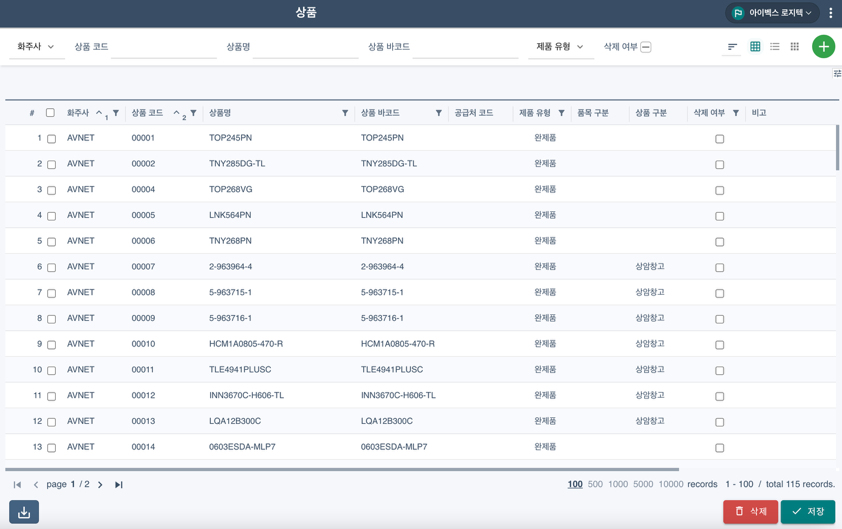 상품
아이벡스 로지텍
화주사 상품 코드 상품명 상품 바코드 제품 유형 삭제 여부
# 화주사 1 상품 코드 2 상품명 상품 바코드 공급처 코드 제품 유형 품목 구분 상품 구분 삭제 여부 비고
1 AVNET 00001 TOP245PN TOP245PN 완제품
2 AVNET 00002 TNY285DG-TL TNY285DG-TL 완제품
3 AVNET 00004 TOP268VG TOP268VG 완제품
4 AVNET 00005 LNK564PN LNK564PN 완제품
5 AVNET 00006 TNY268PN TNY268PN 완제품
6 AVNET 00007 2-963964-4 2-963964-4 완제품 상암창고
7 AVNET 00008 5-963715-1 5-963715-1 완제품 상암창고
8 AVNET 00009 5-963716-1 5-963716-1 완제품 상암창고
9 AVNET 00010 HCM1A0805-470-R HCM1A0805-470-R 완제품 상암창고
10 AVNET 00011 TLE4941PLUSC TLE4941PLUSC 완제품 상암창고
11 AVNET 00012 INN3670C-H606-TL INN3670C-H606-TL 완제품 상암창고
12 AVNET 00013 LQA12B300C LQA12B300C 완제품 상암창고
13 AVNET 00014 0603ESDA-MLP7 0603ESDA-MLP7 완제품
page 1 / 2 100 500 1000 5000 10000 records 1 - 100 / total 115 records.
삭제 저장